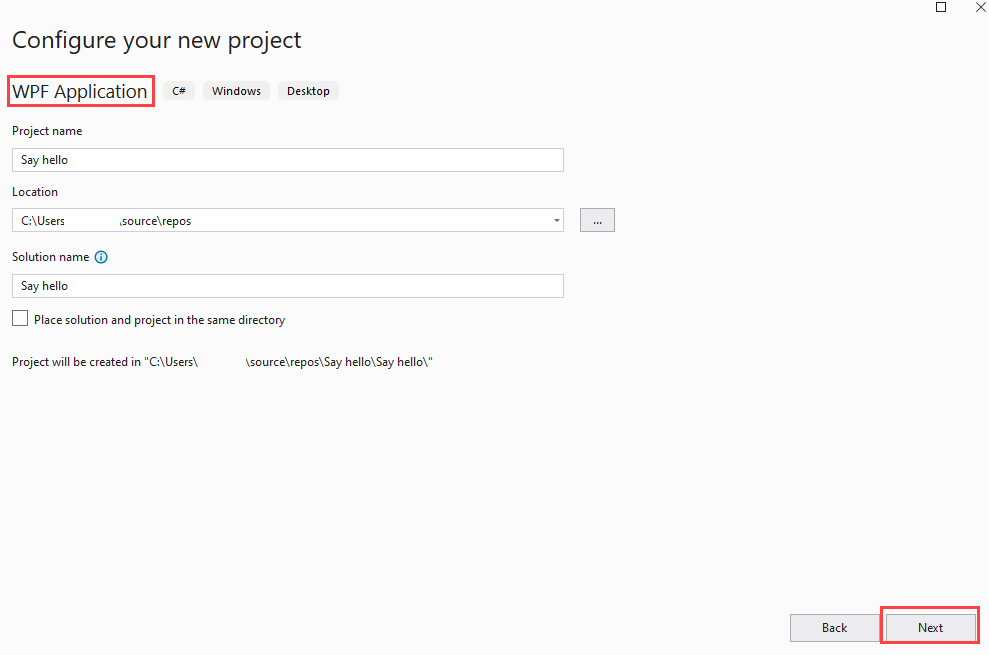 Configure your new project
WPF Application C# Windows Desktop
Project name
Say hello
Location
C:\Users \source\repos
...
Solution name
Say hello
Place solution and project in the same directory
Project will be created in "C:\Users\ \source\repos\Say hello\Say hello\"
Back Next